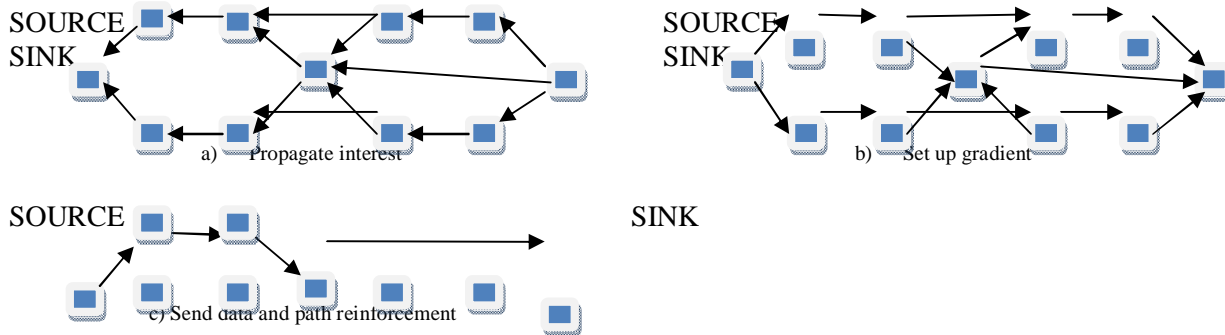 SOURCE
SINK
a) Propagate interest
SOURCE
SINK
b) Set up gradient
SOURCE SINK
c) Send data and path reinforcement